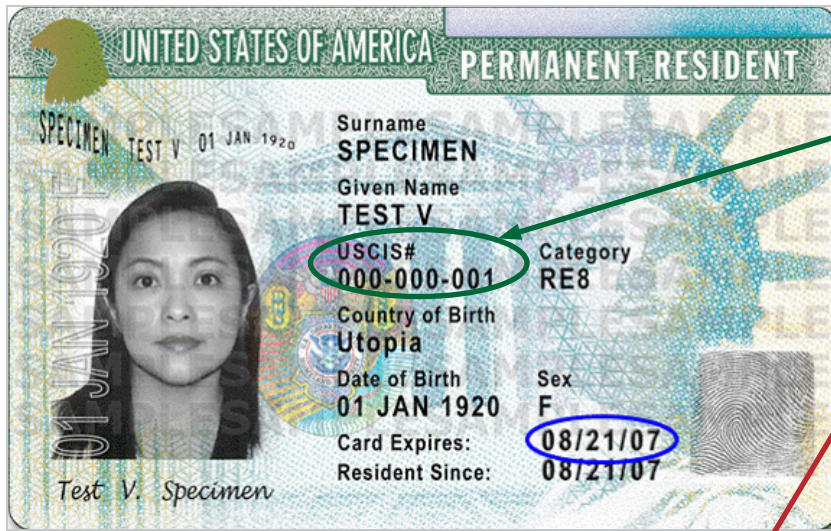 UNITED STATES OF AMERICA
PERMANENT RESIDENT
SPECIMEN TEST V 01 JAN 1920
Surname
SPECIMEN
Given Name
TEST V
USCIS# Category
000-000-001 RE8
Country of Birth
Utopia
Date of Birth Sex
01 JAN 1920 F
Card Expires: 08/21/07
Resident Since: 08/21/07
01 JAN 1920 F
Test V. Specimen